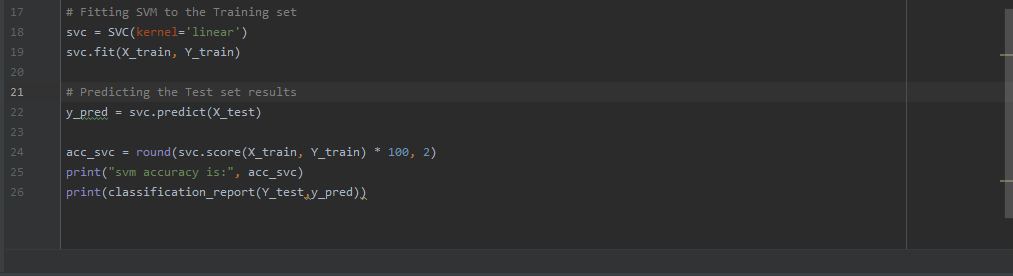 17 # Fitting SVM to the Training set
18 svc = SVC(kernel='linear')
19 svc.fit(X_train, Y_train)
20
21 # Predicting the Test set results
22 y_pred = svc.predict(X_test)
23
24 acc_svc = round(svc.score(X_train, Y_train) * 100, 2)
25 print("svm accuracy is:", acc_svc)
26 print(classification_report(Y_test,y_pred))